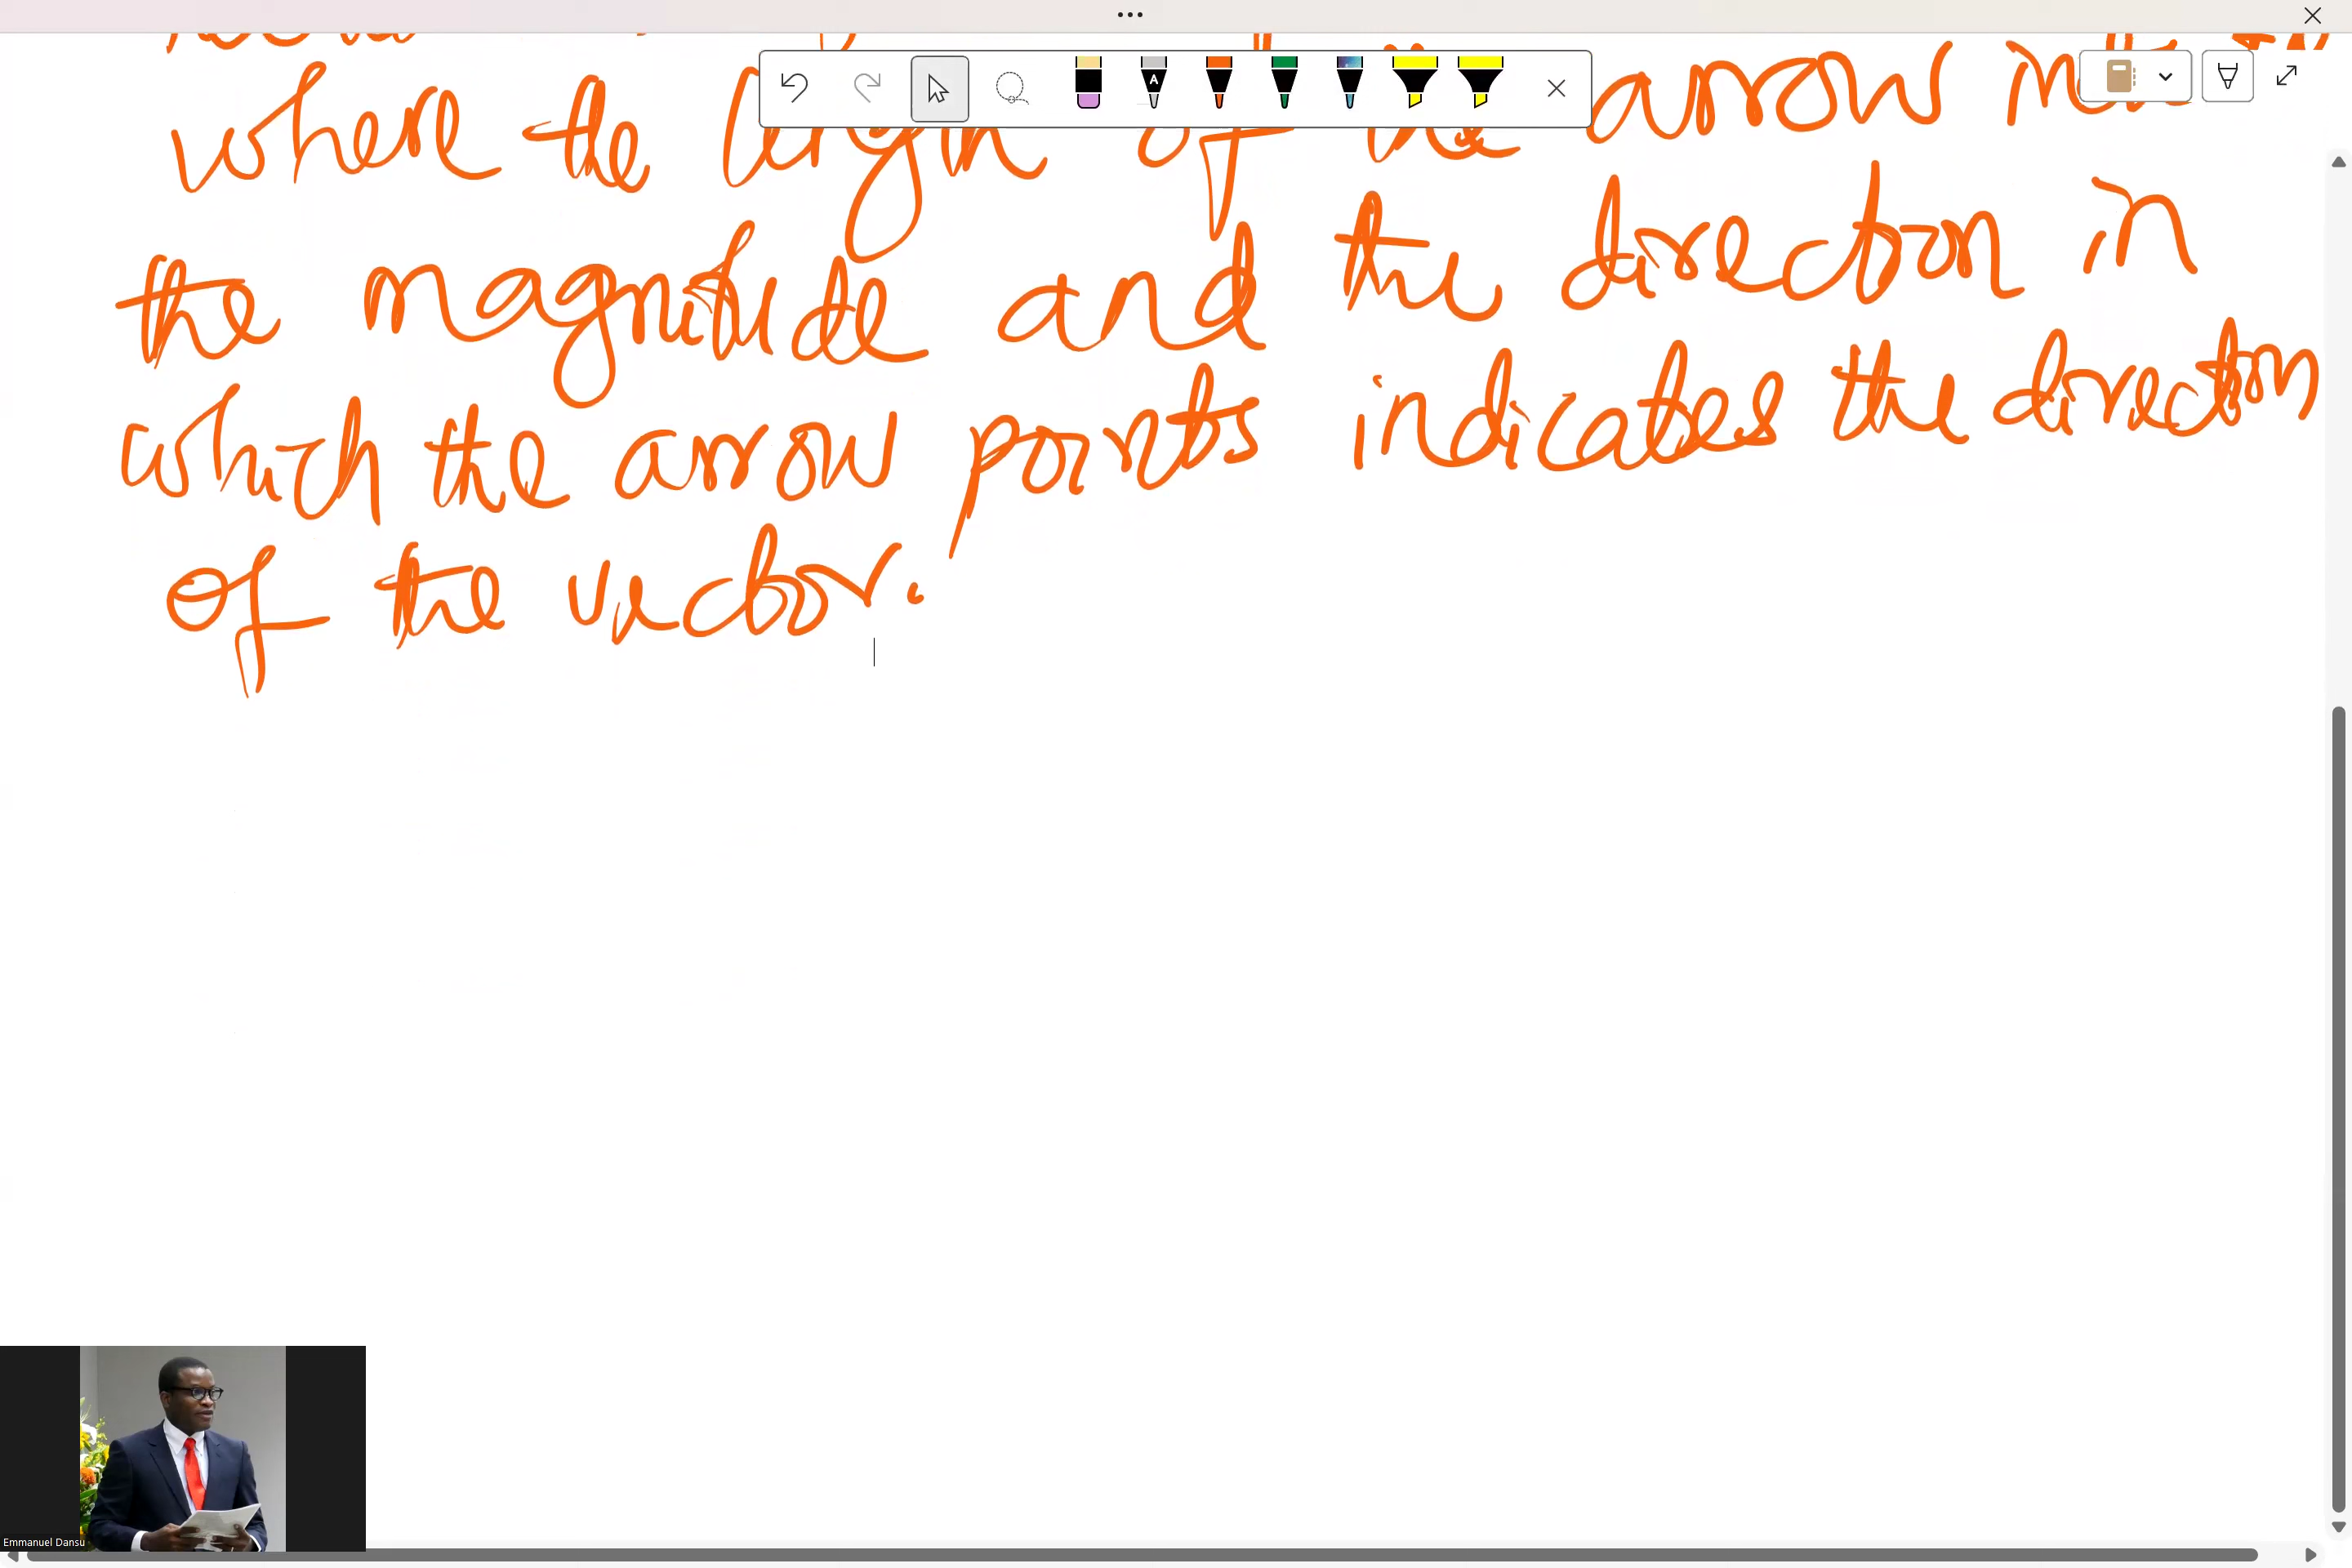 where the length of the arrow
the magnitude and the direction in
which the arrow points indicates the direction
of the vector.
A
Emmanuel Dansu